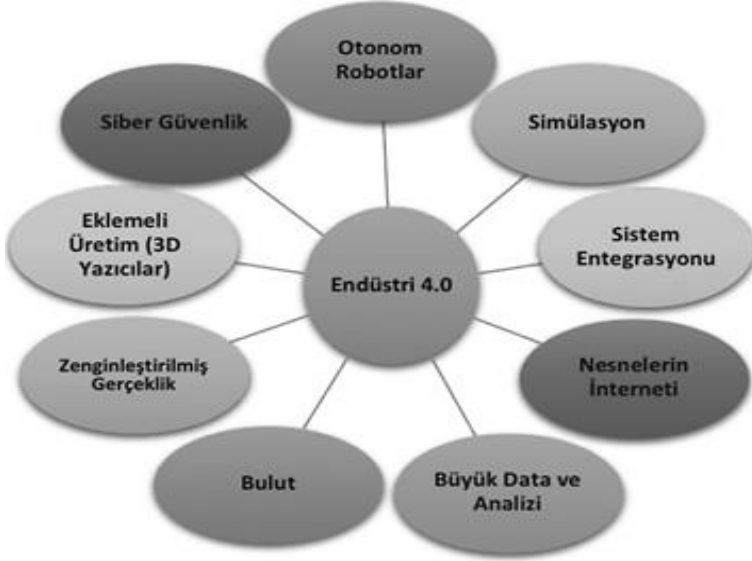 Otonom
Robotlar
Simülasyon
Sistem
Entegrasyonu
Nesnelerin
İnterneti
Büyük Data ve
Analizi
Bulut
Zenginleştirilmiş
Gerçeklik
Eklemeli
Üretim (3D
Yazıcılar)
Siber Güvenlik
Endüstri 4.0